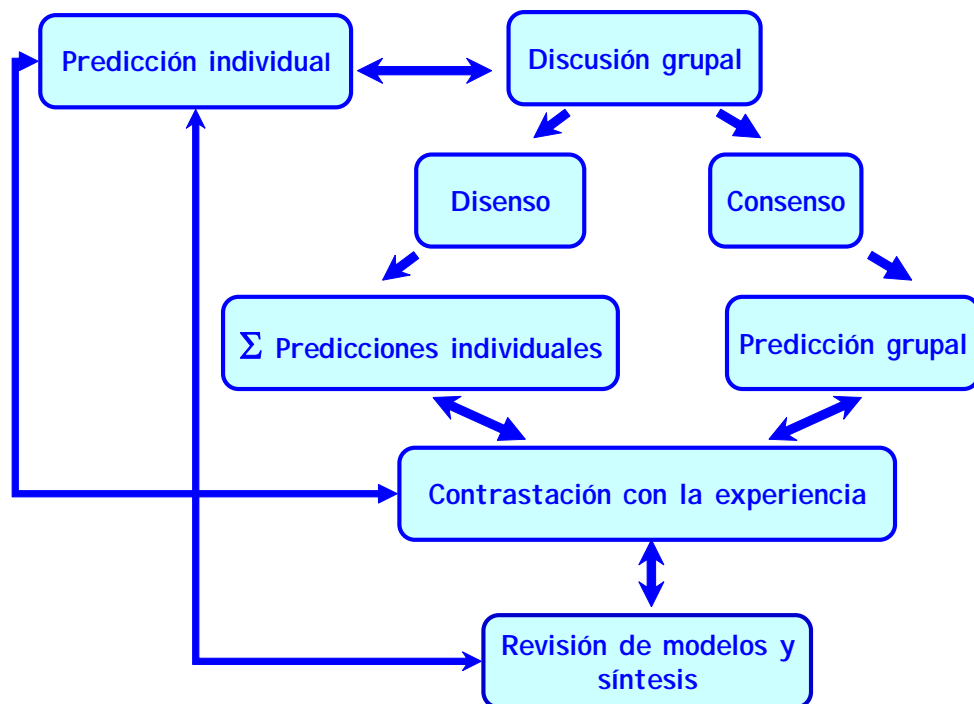 Predicción individual
Discusión grupal
Disenso
Consenso
Σ Predicciones individuales
Predicción grupal
Contrastación con la experiencia
Revisión de modelos y
síntesis